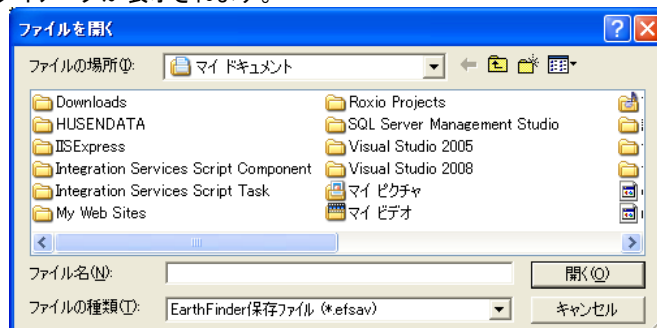 ファイルを開く
ファイルの場所(I):
マイ ドキュメント
Downloads
HUSENDATA
IISExpress
Integration Services Script Component
Integration Services Script Task
My Web Sites
Roxio Projects
SQL Server Management Studio
Visual Studio 2005
Visual Studio 2008
マイ ピクチャ
マイ ビデオ
ファイル名(N):
開く(O)
ファイルの種類(T):
EarthFinder保存ファイル (*.efsav)
キャンセル